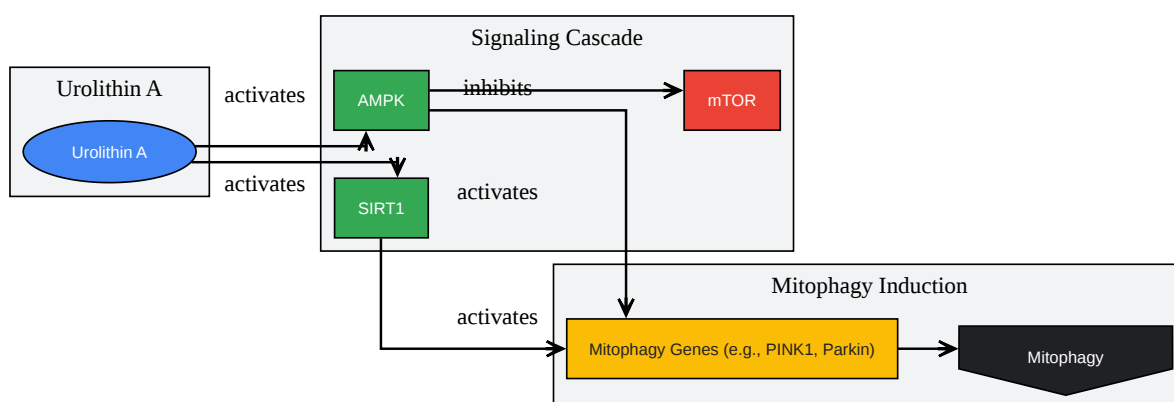 Signaling Cascade
Urolithin A
activates
AMPK
inhibits
mTOR
Urolithin A
activates
SIRT1
activates
Mitophagy Induction
activates
Mitophagy Genes (e.g., PINK1, Parkin)
Mitophagy